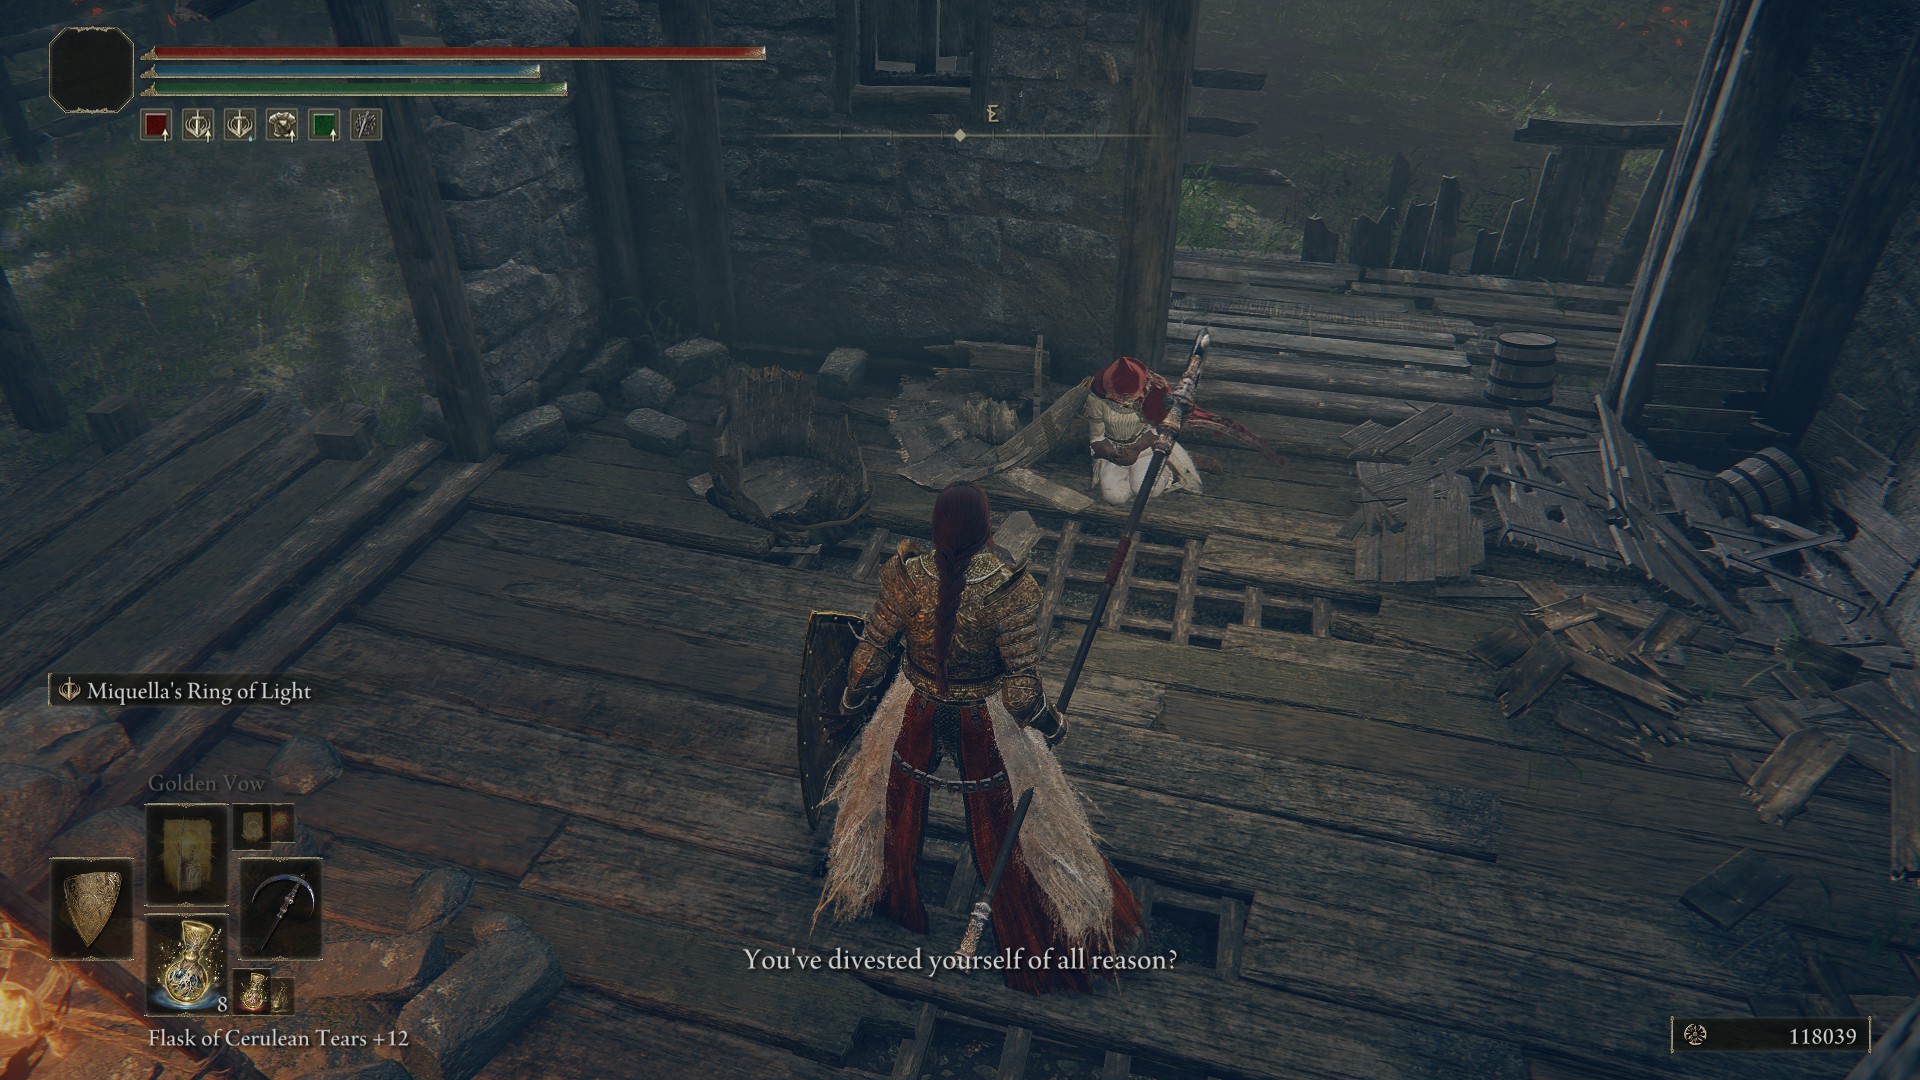 E
Miquella's Ring of Light
Golden Vow
8
Flask of Cerulean Tears +12
You've divested yourself of all reason?
118039